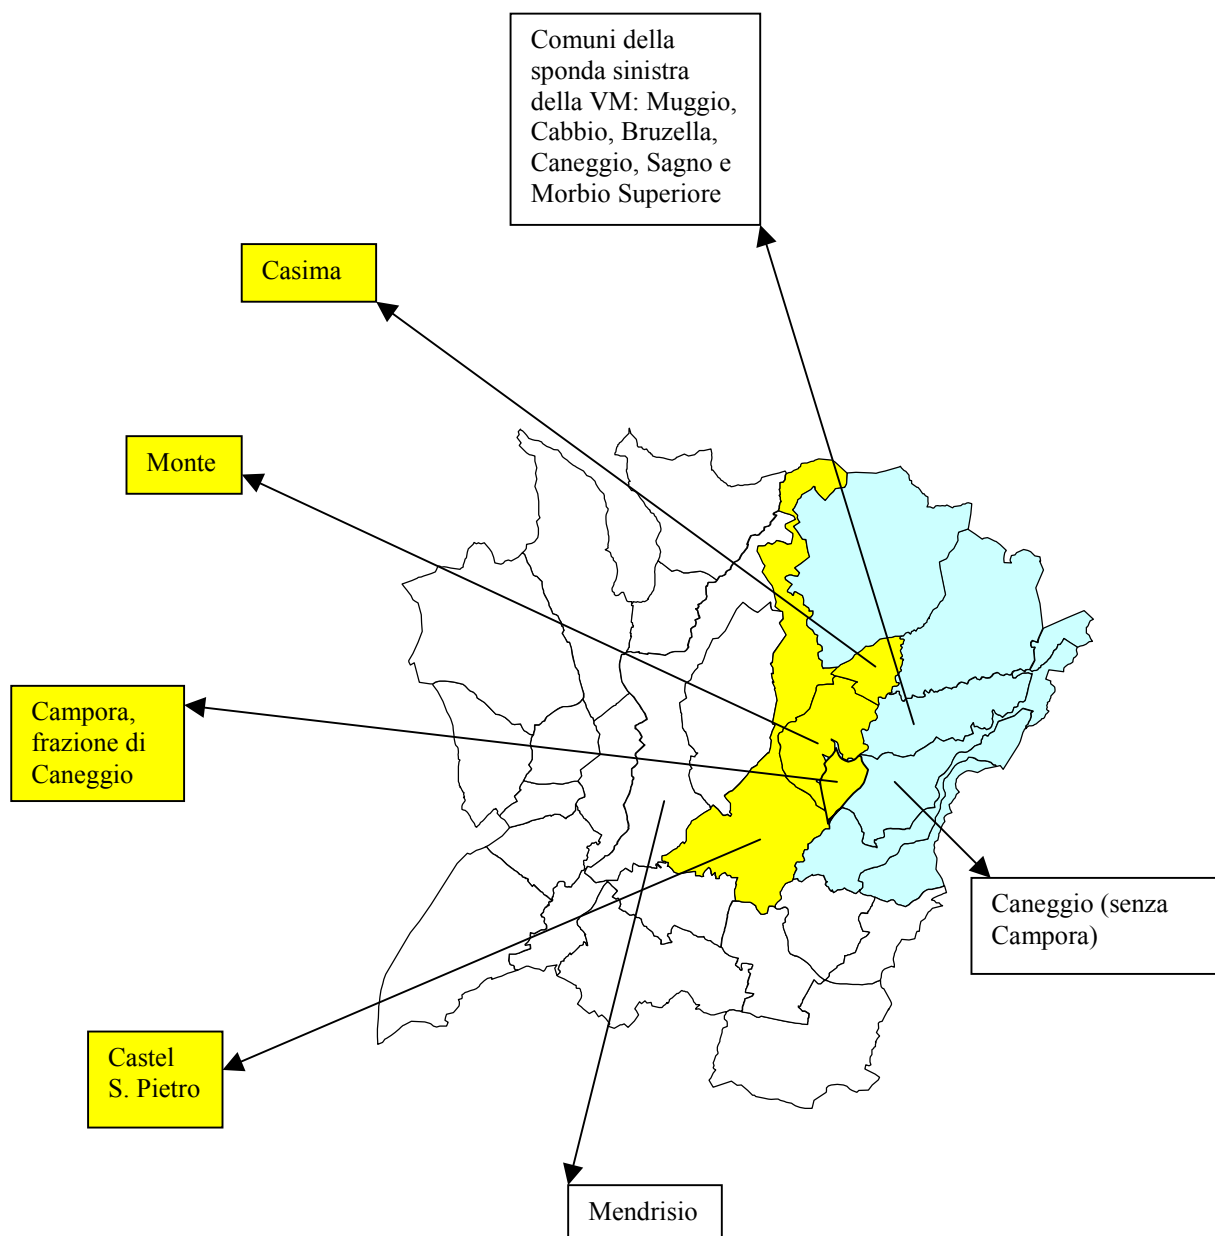 Comuni della
sponda sinistra
della VM: Muggio,
Cabbio, Bruzella,
Caneggio, Sagno e
Morbio Superiore
Casima
Monte
Campora,
frazione di
Caneggio
Caneggio (senza
Campora)
Castel
S. Pietro
Mendrisio